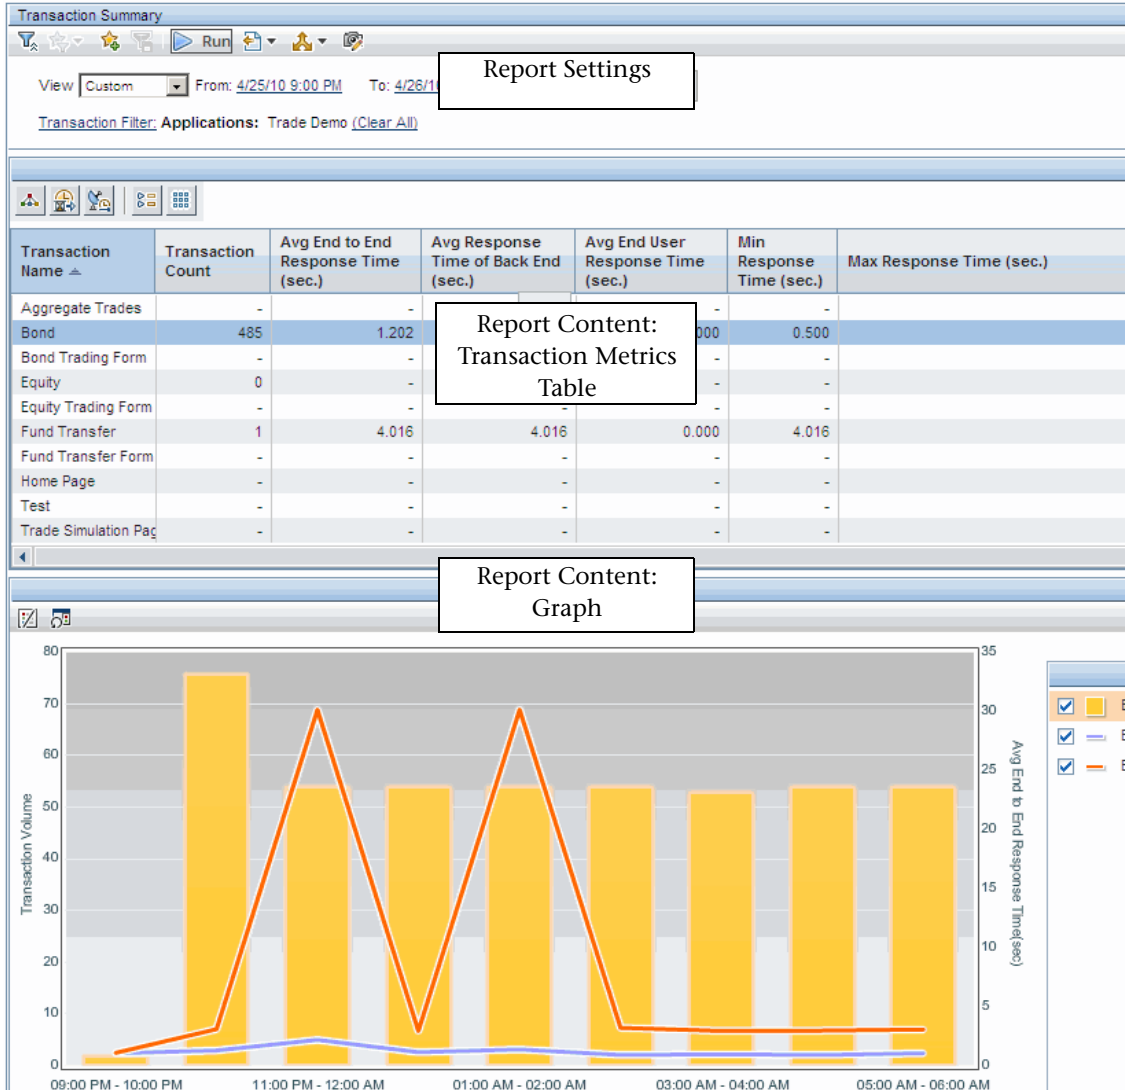 Transaction Summary
Run
Report Settings
View Custom From: 4/25/10 9:00 PM To: 4/26/10
Transaction Filter: Applications: Trade Demo (Clear All)
Transaction Name
Transaction Count
Avg End to End Response Time (sec.)
Avg Response Time of Back End (sec.)
Avg End User Response Time (sec.)
Min Response Time (sec.)
Max Response Time (sec.)
Aggregate Trades - - - -
Bond 485 1.202 000 0.500
Report Content:
Transaction Metrics
Table
Bond Trading Form - - - -
Equity 0 - - -
Equity Trading Form - - - - -
Fund Transfer 1 4.016 4.016 0.000 4.016
Fund Transfer Form - - - - -
Home Page - - - - -
Test - - - - -
Trade Simulation Pag - - - - -
Report Content:
Graph
80
70
60
50
40
30
20
10
0
Transaction Volume
35
30
25
20
15
10
5
0
Avg End to End Response Time(sec)
09:00 PM - 10:00 PM
11:00 PM - 12:00 AM
01:00 AM - 02:00 AM
03:00 AM - 04:00 AM
05:00 AM - 06:00 AM